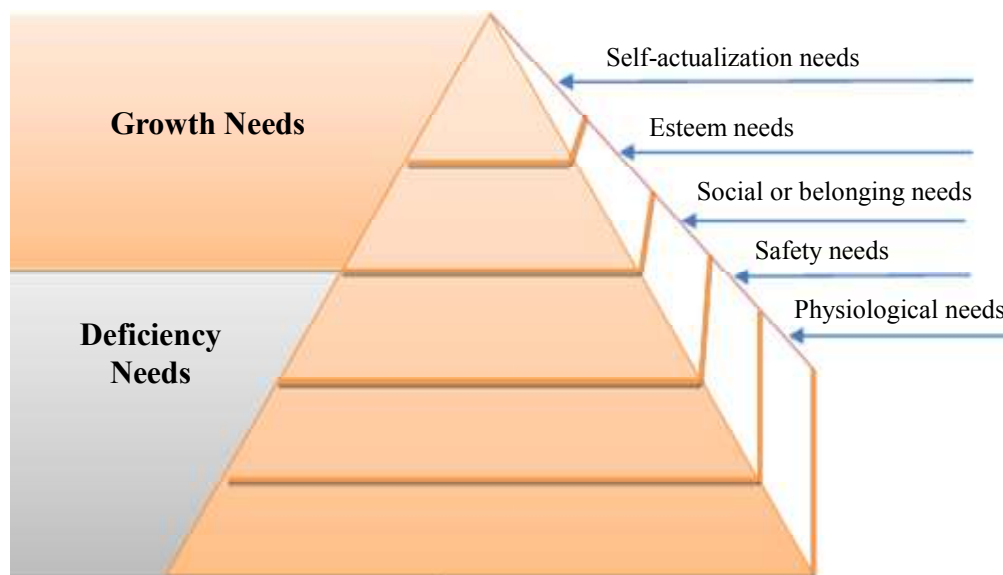 Self-actualization needs
Growth Needs
Esteem needs
Social or belonging needs
Safety needs
Physiological needs
Deficiency
Needs